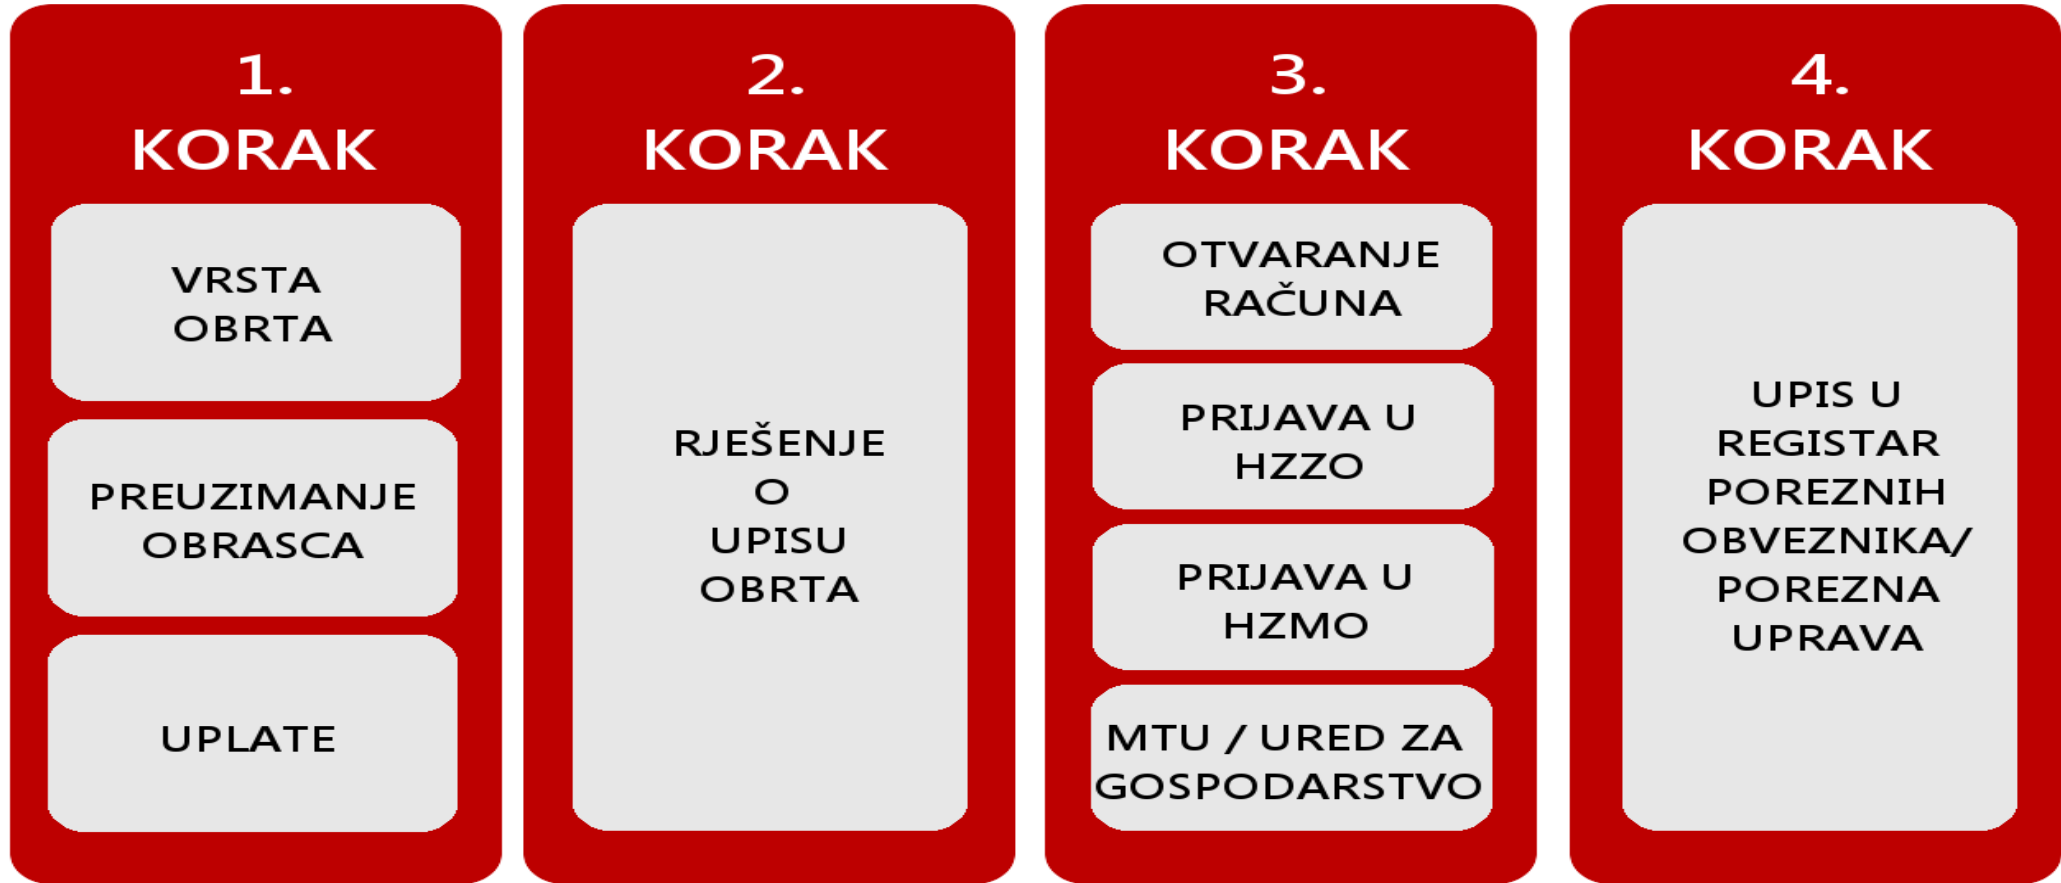 1.
KORAK
VRSTA
OBRTA
PREUZIMANJE
OBRASCA
UPLATE
2.
KORAK
RJEŠENJE
O
UPISU
OBRTA
3.
KORAK
OTVARANJE
RAČUNA
PRIJAVA U
HZZO
PRIJAVA U
HZMO
MTU / URED ZA
GOSPODARSTVO
4.
KORAK
UPIS U
REGISTAR
POREZNIH
OBVEZNIKA/
POREZNA
UPRAVA